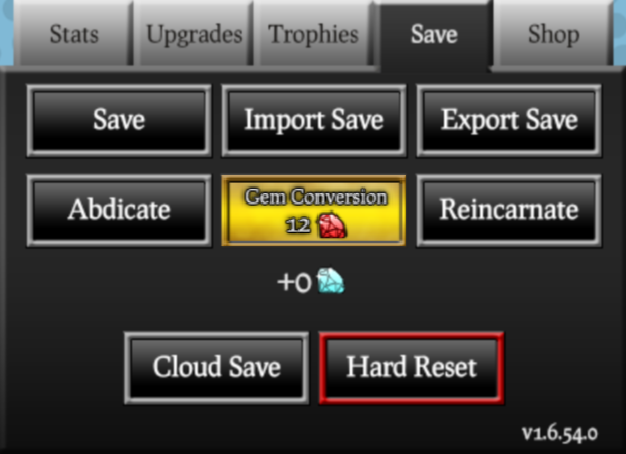 Stats
Upgrades
Trophies
Save
Shop
Save
Import Save
Export Save
Abdicate
Gem Conversion
12
Reincarnate
+0
Cloud Save
Hard Reset
v1.6.54.0